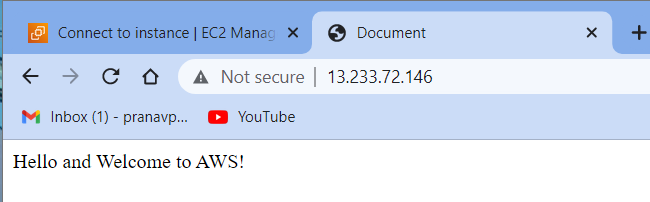 Connect to instance | EC2 Manag
Document
Not secure | 13.233.72.146
Inbox (1) - pranavp...
YouTube
Hello and Welcome to AWS!